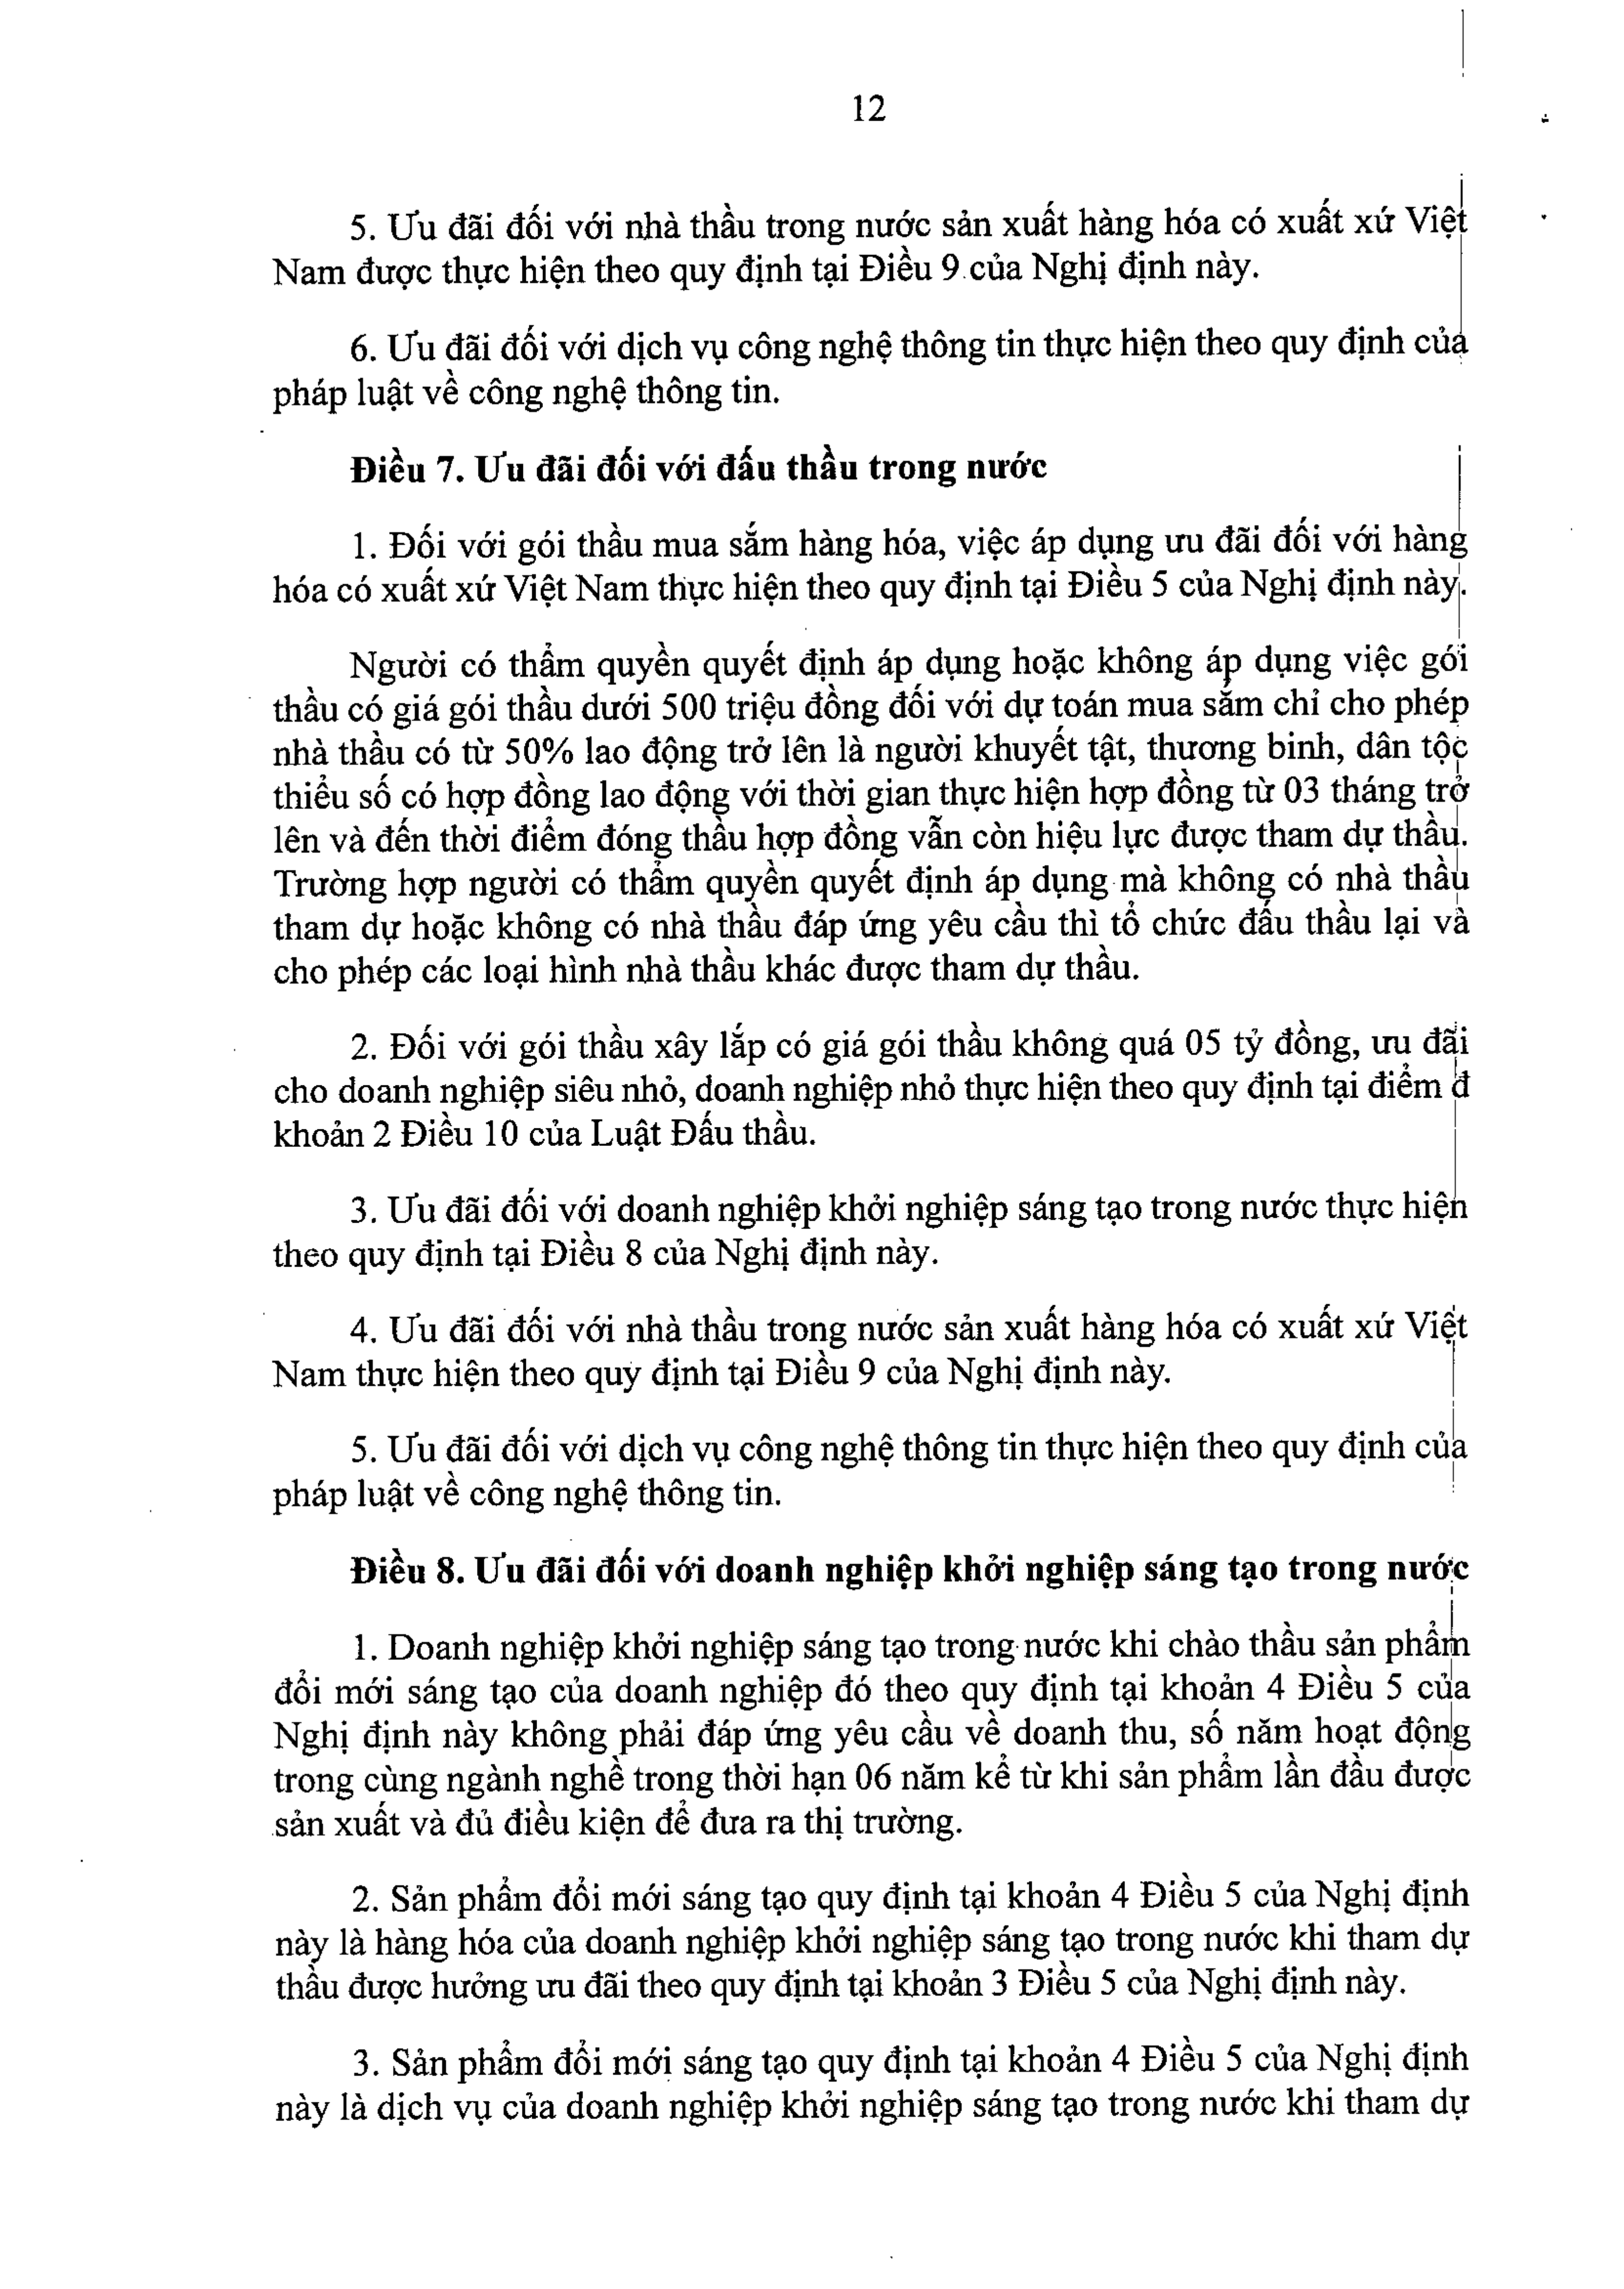 12
5. Ưu đãi đối với nhà thầu trong nước sản xuất hàng hóa có xuất xứ Việt
Nam được thực hiện theo quy định tại Điều 9 của Nghị định này.
6. Ưu đãi đối với dịch vụ công nghệ thông tin thực hiện theo quy định của
pháp luật về công nghệ thông tin.
Điều 7. Ưu đãi đối với đấu thầu trong nước
1. Đối với gói thầu mua sắm hàng hóa, việc áp dụng ưu đãi đối với hàng
hóa có xuất xứ Việt Nam thực hiện theo quy định tại Điều 5 của Nghị định này.
Người có thẩm quyền quyết định áp dụng hoặc không áp dụng việc gói
thầu có giá gói thầu dưới 500 triệu đồng đối với dự toán mua sắm chỉ cho phép
nhà thầu có từ 50% lao động trở lên là người khuyết tật, thương binh, dân tộc
thiểu số có hợp đồng lao động với thời gian thực hiện hợp đồng từ 03 tháng trở
lên và đến thời điểm đóng thầu hợp đồng vẫn còn hiệu lực được tham dự thầu.
Trường hợp người có thẩm quyền quyết định áp dụng mà không có nhà thầu
tham dự hoặc không có nhà thầu đáp ứng yêu cầu thì tổ chức đấu thầu lại và
cho phép các loại hình nhà thầu khác được tham dự thầu.
2. Đối với gói thầu xây lắp có giá gói thầu không quá 05 tỷ đồng, ưu đãi
cho doanh nghiệp siêu nhỏ, doanh nghiệp nhỏ thực hiện theo quy định tại điểm đ
khoản 2 Điều 10 của Luật Đấu thầu.
3. Ưu đãi đối với doanh nghiệp khởi nghiệp sáng tạo trong nước thực hiện
theo quy định tại Điều 8 của Nghị định này.
4. Ưu đãi đối với nhà thầu trong nước sản xuất hàng hóa có xuất xứ Việt
Nam thực hiện theo quy định tại Điều 9 của Nghị định này.
5. Ưu đãi đối với dịch vụ công nghệ thông tin thực hiện theo quy định của
pháp luật về công nghệ thông tin.
Điều 8. Ưu đãi đối với doanh nghiệp khởi nghiệp sáng tạo trong nước
1. Doanh nghiệp khởi nghiệp sáng tạo trong nước khi chào thầu sản phẩm
đổi mới sáng tạo của doanh nghiệp đó theo quy định tại khoản 4 Điều 5 của
Nghị định này không phải đáp ứng yêu cầu về doanh thu, số năm hoạt động
trong cùng ngành nghề trong thời hạn 06 năm kể từ khi sản phẩm lần đầu được
sản xuất và đủ điều kiện để đưa ra thị trường.
2. Sản phẩm đổi mới sáng tạo quy định tại khoản 4 Điều 5 của Nghị định
này là hàng hóa của doanh nghiệp khởi nghiệp sáng tạo trong nước khi tham dự
thầu được hưởng ưu đãi theo quy định tại khoản 3 Điều 5 của Nghị định này.
3. Sản phẩm đổi mới sáng tạo quy định tại khoản 4 Điều 5 của Nghị định
này là dịch vụ của doanh nghiệp khởi nghiệp sáng tạo trong nước khi tham dự